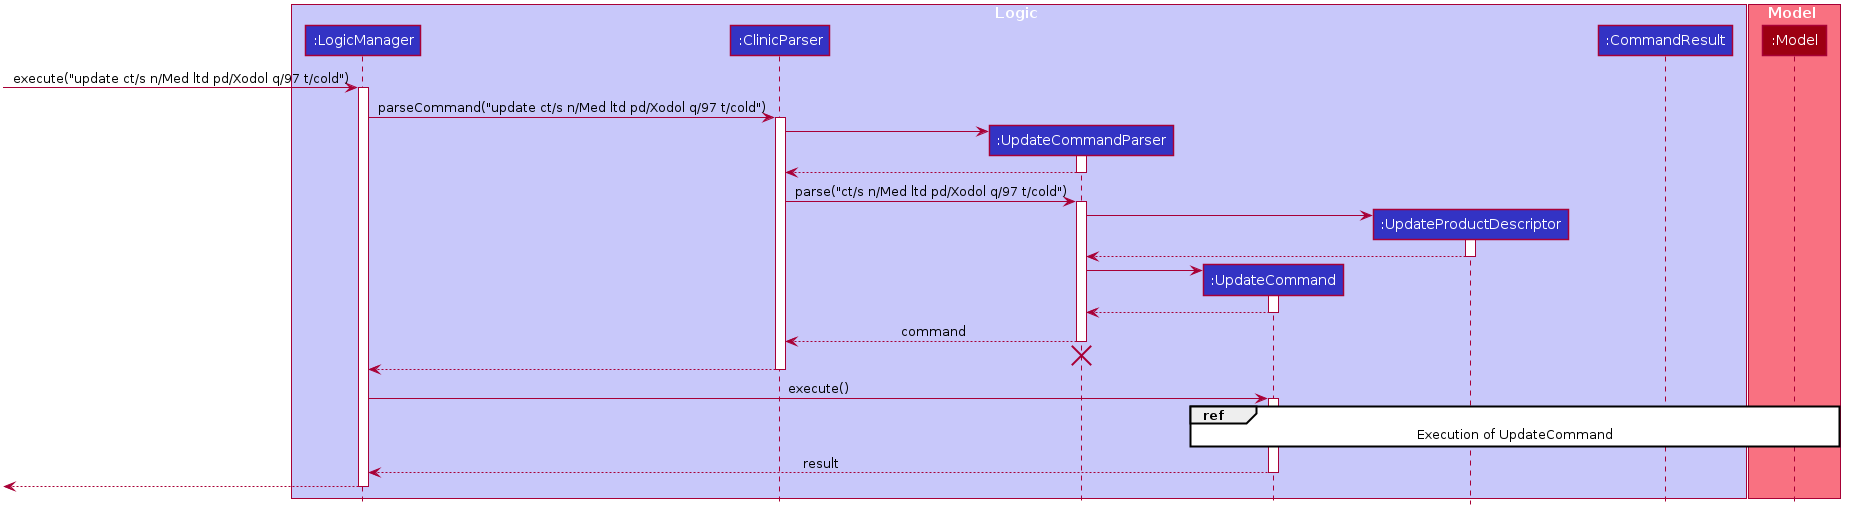 Logic
Model
:LogicManager
:ClinicParser
:CommandResult
:Model
execute("update ct/s n/Med ltd pd/Xodol q/97 t/cold")
parseCommand("update ct/s n/Med ltd pd/Xodol q/97 t/cold")
:UpdateCommandParser
parse("ct/s n/Med ltd pd/Xodol q/97 t/cold")
:UpdateProductDescriptor
:UpdateCommand
command
execute()
ref
Execution of UpdateCommand
result